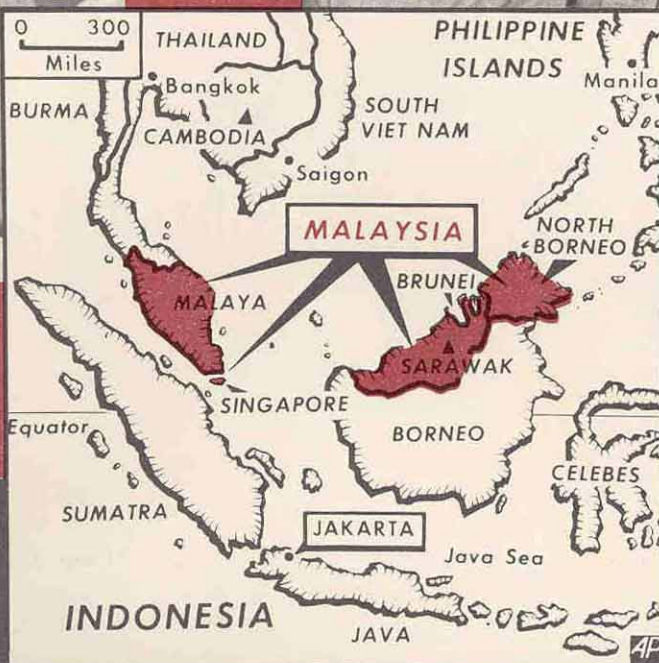 0 300
Miles
THAILAND
PHILIPPINE
ISLANDS
Bangkok
Manila
BURMA
SOUTH
VIET NAM
CAMBODIA
Saigon
MALAYSIA
NORTH
BORNEO
BRUNEI
MALAYA
SARAWAK
SINGAPORE
Equator
BORNEO
CELEBES
SUMATRA
JAKARTA
Java Sea
INDONESIA
JAVA
AP